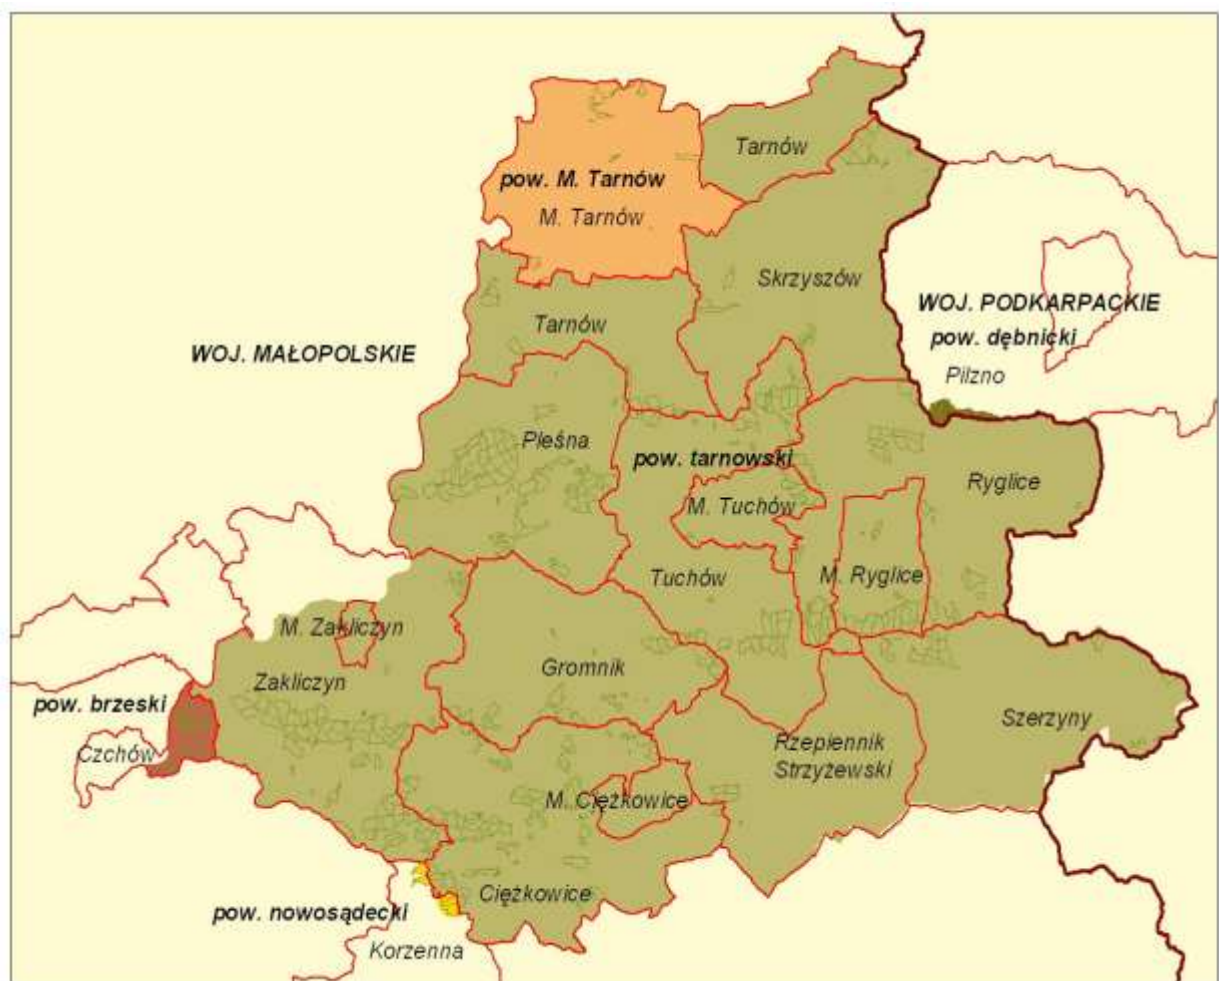 Tarnów
pow. M. Tarnów
M. Tarnów
Skrzyszów
WOJ. PODKARPACKIE
pow. dębnicki
Pilzno
Tarnów
WOJ. MAŁOPOLSKIE
Pleśna
pow. tarnowski
Ryglice
M. Tuchów
Tuchów
M. Ryglice
M. Zakliczyn
Gromnik
Zakliczyn
pow. brzeski
Szerzyny
Czchów
Rzepiennik
Strzyżewski
M. Ciężkowice
Ciężkowice
pow. nowosądecki
Korzenna